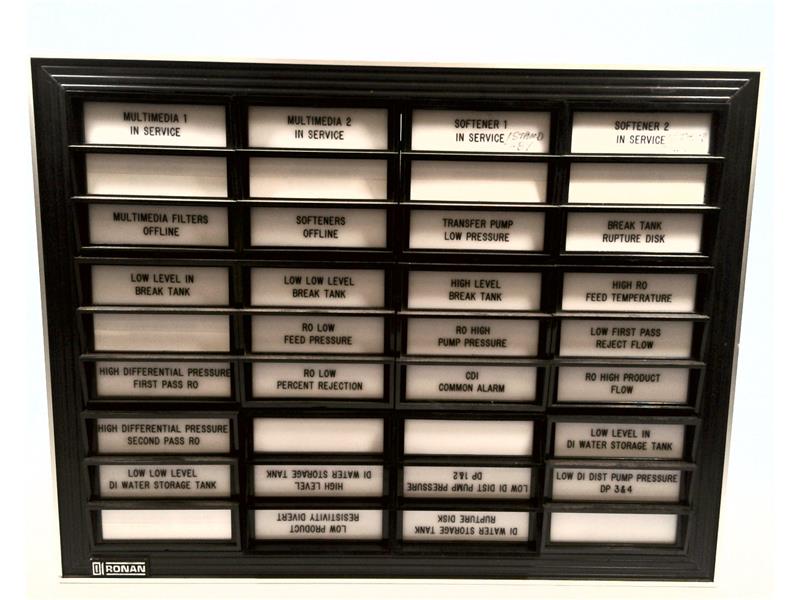 MULTIMEDIA 1
IN SERVICE
MULTIMEDIA 2
IN SERVICE
SOFTENER 1
IN SERVICE /STAND
-BY
SOFTENER 2
IN SERVICE
MULTIMEDIA FILTERS
OFFLINE
SOFTENERS
OFFLINE
TRANSFER PUMP
LOW PRESSURE
BREAK TANK
RUPTURE DISK
LOW LEVEL IN
BREAK TANK
LOW LOW LEVEL
BREAK TANK
HIGH LEVEL
BREAK TANK
HIGH RO
FEED TEMPERATURE
RO LOW
FEED PRESSURE
RO HIGH
PUMP PRESSURE
LOW FIRST PASS
REJECT FLOW
HIGH DIFFERENTIAL PRESSURE
FIRST PASS RO
RO LOW
PERCENT REJECTION
CDI
COMMON ALARM
RO HIGH PRODUCT
FLOW
HIGH DIFFERENTIAL PRESSURE
SECOND PASS RO
LOW LEVEL IN
DI WATER STORAGE TANK
LOW LOW LEVEL
DI WATER STORAGE TANK
HIGH LEVEL
DI WATER STORAGE TANK
LOW DI DIST PUMP PRESSURE
DP 1&2
LOW DI DIST PUMP PRESSURE
DP 3&4
LOW PRODUCT
RESISTIVITY DIVERT
DI WATER STORAGE TANK
RUPTURE DISK
RONAN